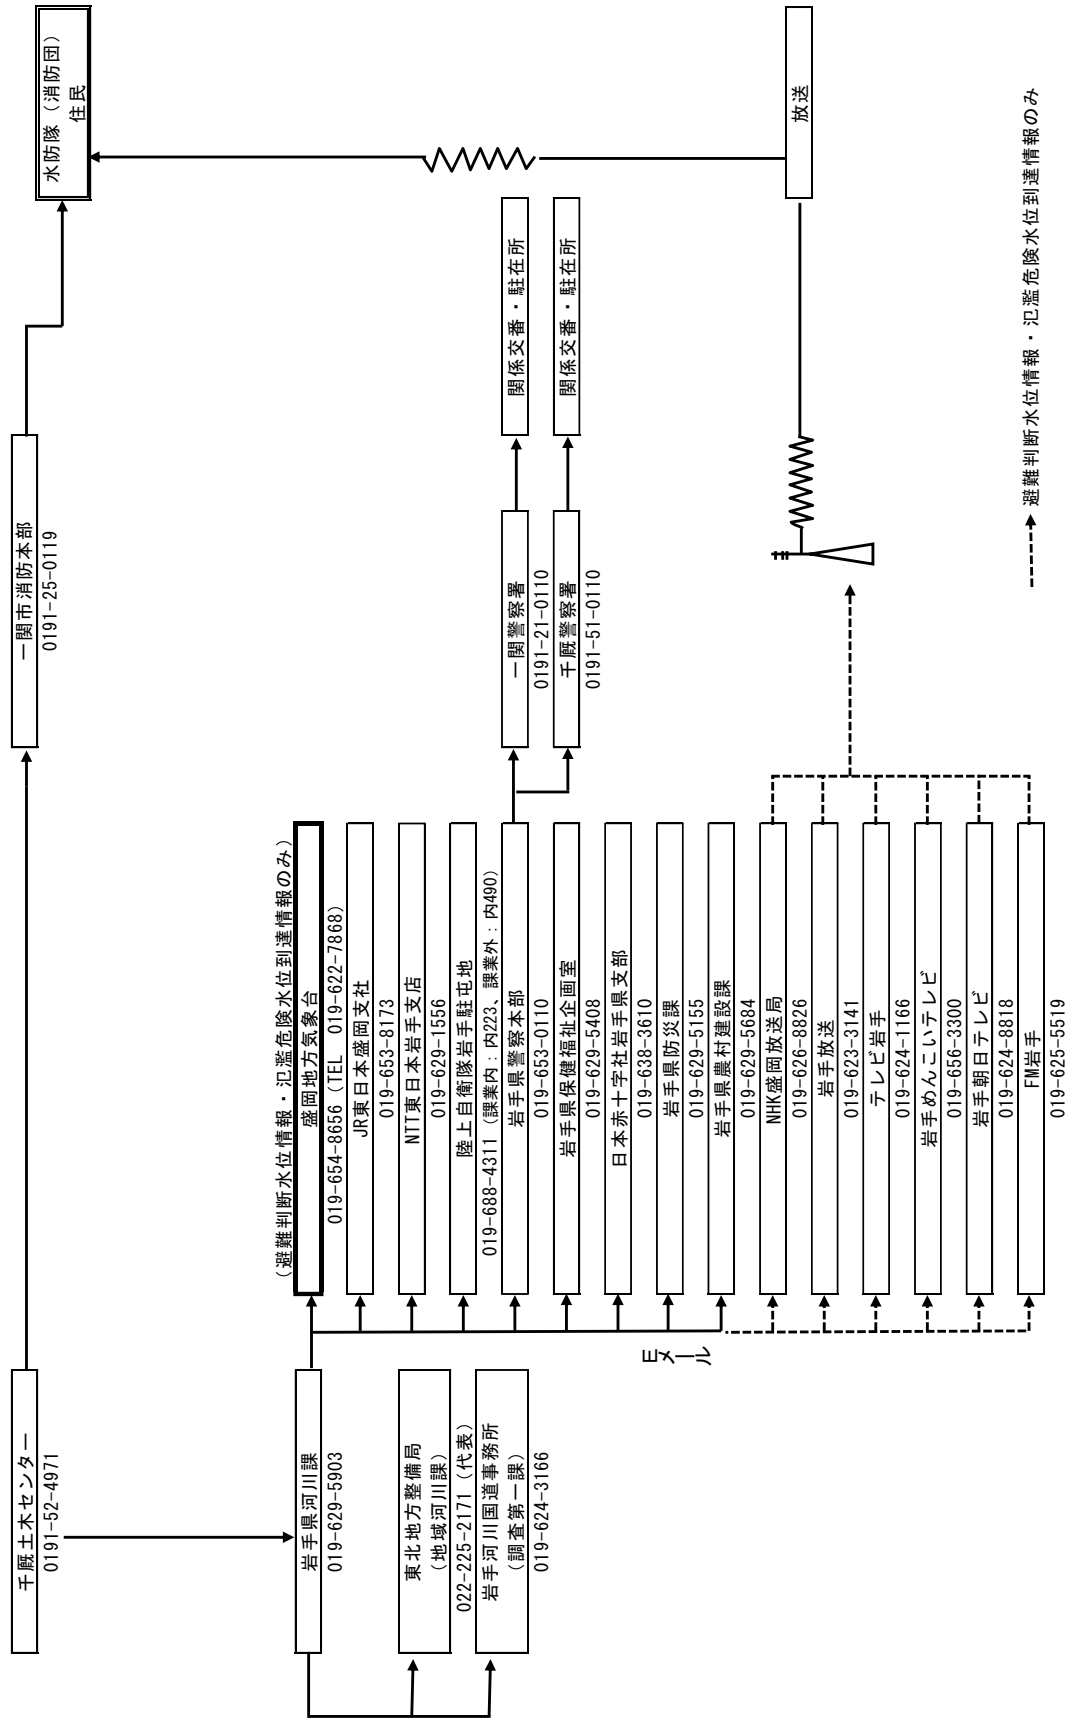 千厩土木センター
0191-52-4971
一関市消防本部
0191-25-0119
水防隊（消防団）
住民
岩手県河川課
019-629-5903
東北地方整備局
（地域河川課）
022-225-2171（代表）
岩手河川国道事務所
（調査第一課）
019-624-3166
Eメール
（避難判断水位情報・氾濫危険水位到達情報のみ）
盛岡地方気象台
019-654-8656（TEL 019-622-7868）
JR東日本盛岡支社
019-653-8173
NTT東日本岩手支店
019-629-1556
陸上自衛隊岩手駐屯地
019-688-4311（課業内：内223、課業外：内490）
岩手県警察本部
019-653-0110
岩手県保健福祉企画室
019-629-5408
日本赤十字社岩手県支部
019-638-3610
岩手県防災課
019-629-5155
岩手県農村建設課
019-629-5684
NHK盛岡放送局
019-626-8826
岩手放送
019-623-3141
テレビ岩手
019-624-1166
岩手めんこいテレビ
019-656-3300
岩手朝日テレビ
019-624-8818
FM岩手
019-625-5519
一関警察署
0191-21-0110
千厩警察署
0191-51-0110
関係交番・駐在所
関係交番・駐在所
放送
避難判断水位情報・氾濫危険水位到達情報のみ